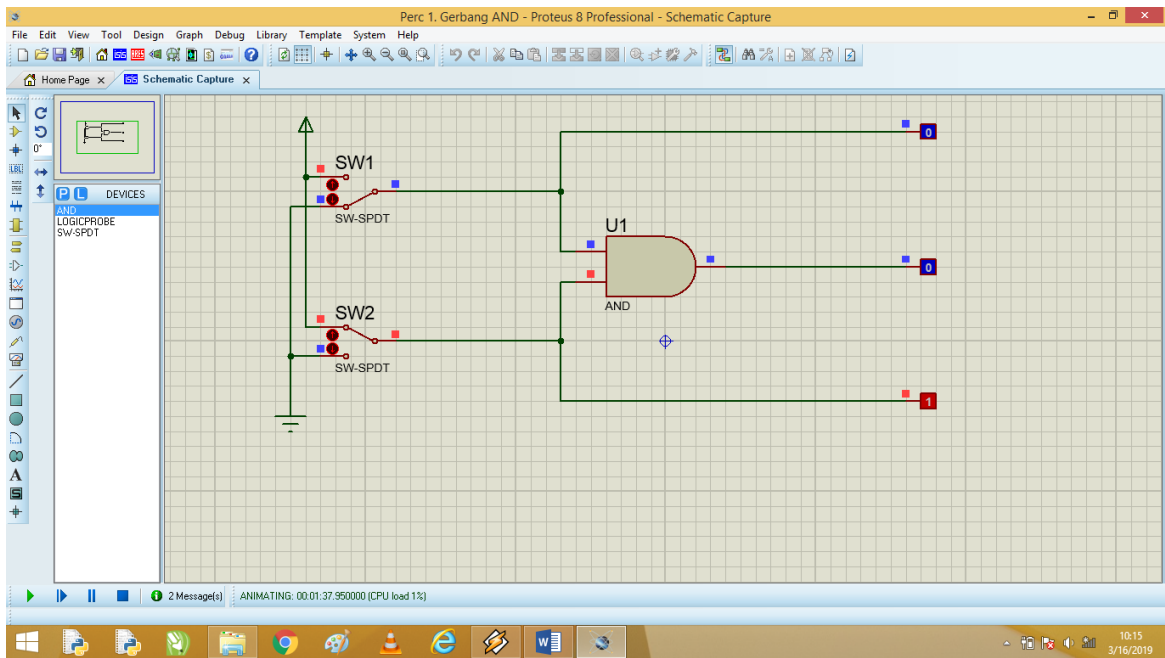 Perc 1. Gerbang AND - Proteus 8 Professional - Schematic Capture
File Edit View Tool Design Graph Debug Library Template System Help
Home Page x Schematic Capture x
0°
LBL
P L DEVICES
AND
LOGICPROBE
SW-SPDT
0
SW1
SW-SPDT
U1
0
AND
SW2
SW-SPDT
1
A
S
2 Message(s) ANIMATING: 00:01:37.950000 (CPU load 1%)
10:15
3/16/2019